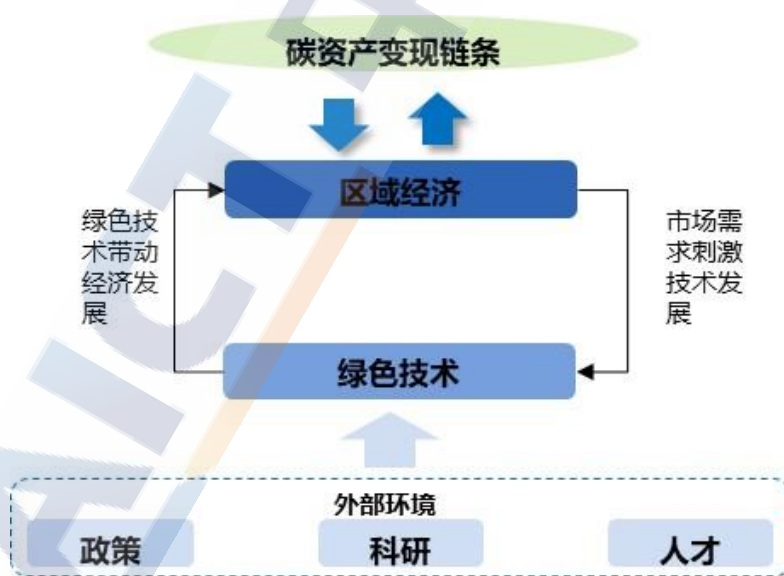 碳资产变现链条
区域经济
绿色技
术带动
经济发
展
市场需
求刺激
技术发
展
绿色技术
外部环境
政策
科研
人才